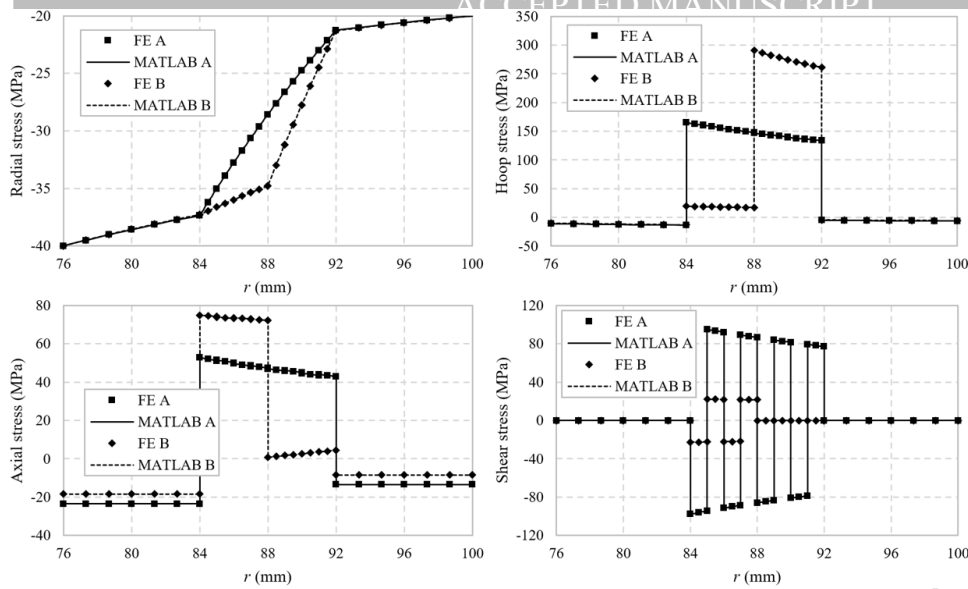 ACCEPTED MANUSCRIPT
-20
-25
-30
-35
-40
Radial stress (MPa)
FE A
MATLAB A
FE B
MATLAB B
76 80 84 88 92 96 100
r (mm)
350
300
250
200
150
100
50
0
-50
Hoop stress (MPa)
FE A
MATLAB A
FE B
MATLAB B
76 80 84 88 92 96 100
r (mm)
80
60
40
20
0
-20
-40
Axial stress (MPa)
FE A
MATLAB A
FE B
MATLAB B
76 80 84 88 92 96 100
r (mm)
120
80
40
0
-40
-80
-120
Shear stress (MPa)
FE A
MATLAB A
FE B
MATLAB B
76 80 84 88 92 96 100
r (mm)